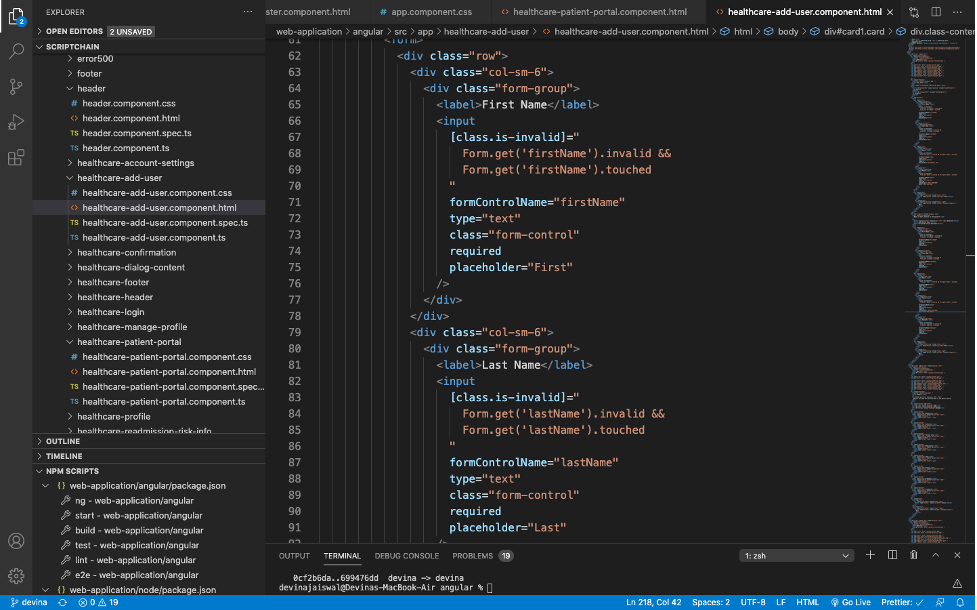 EXPLORER
ster.component.html
app.component.css
healthcare-patient-portal.component.html
healthcare-add-user.component.html
OPEN EDITORS 2 UNSAVED
web-application > angular > src > app > healthcare-add-user > healthcare-add-user.component.html > html > body > div#card1.card > div.class-conter
SCRIPTCHAIN
error500
footer
header
# header.component.css
<> header.component.html
TS header.component.spec.ts
TS header.component.ts
healthcare-account-settings
healthcare-add-user
# healthcare-add-user.component.css
<> healthcare-add-user.component.html
TS healthcare-add-user.component.spec.ts
TS healthcare-add-user.component.ts
healthcare-confirmation
healthcare-dialog-content
healthcare-footer
healthcare-header
healthcare-login
healthcare-manage-profile
healthcare-patient-portal
# healthcare-patient-portal.component.css
<> healthcare-patient-portal.component.html
TS healthcare-patient-portal.component.spec...
TS healthcare-patient-portal.component.ts
healthcare-profile
healthcare-readmission-risk-info
OUTLINE
TIMELINE
NPM SCRIPTS
{} web-application/angular/package.json
ng - web-application/angular
start - web-application/angular
build - web-application/angular
test - web-application/angular
lint - web-application/angular
e2e - web-application/angular
{} web-application/node/package.json
61 <form>
62 <div class="row">
63 <div class="col-sm-6">
64 <div class="form-group">
65 <label>First Name</label>
66 <input
67 [class.is-invalid]="
68 Form.get('firstName').invalid &&
69 Form.get('firstName').touched
70 "
71 formControlName="firstName"
72 type="text"
73 class="form-control"
74 required
75 placeholder="First"
76 />
77 </div>
78 </div>
79 <div class="col-sm-6">
80 <div class="form-group">
81 <label>Last Name</label>
82 <input
83 [class.is-invalid]="
84 Form.get('lastName').invalid &&
85 Form.get('lastName').touched
86 "
87 formControlName="lastName"
88 type="text"
89 class="form-control"
90 required
91 placeholder="Last"
92 />
OUTPUT TERMINAL DEBUG CONSOLE PROBLEMS 19
1: zsh
0cf2b6da..699476dd devina -> devina
devinajaiswal@Devinas-MacBook-Air angular %
2
devina 0 19
Ln 218, Col 42 Spaces: 2 UTF-8 LF HTML Go Live Prettier: ✓